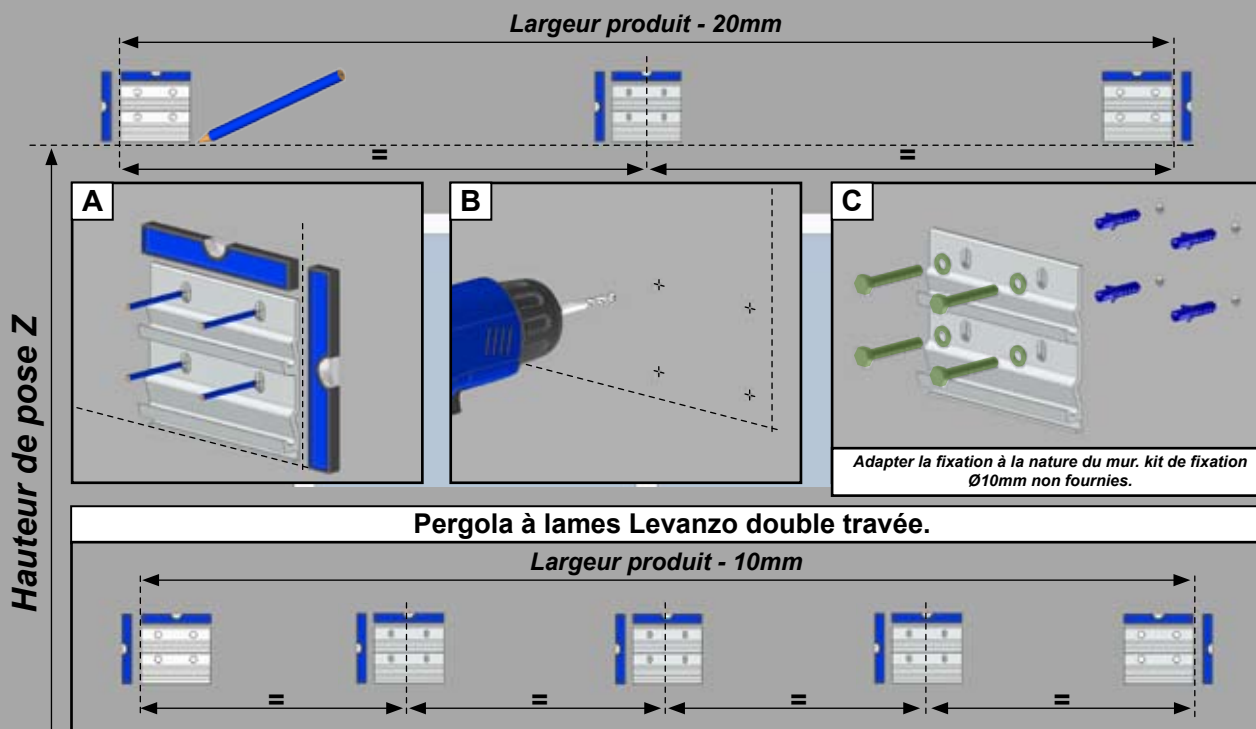 Largeur produit - 20mm
=
=
Hauteur de pose Z
A
B
C
Adapter la fixation à la nature du mur. kit de fixation
Ø10mm non fournies.
Pergola à lames Levanzo double travée.
Largeur produit - 10mm
=
=
=
=